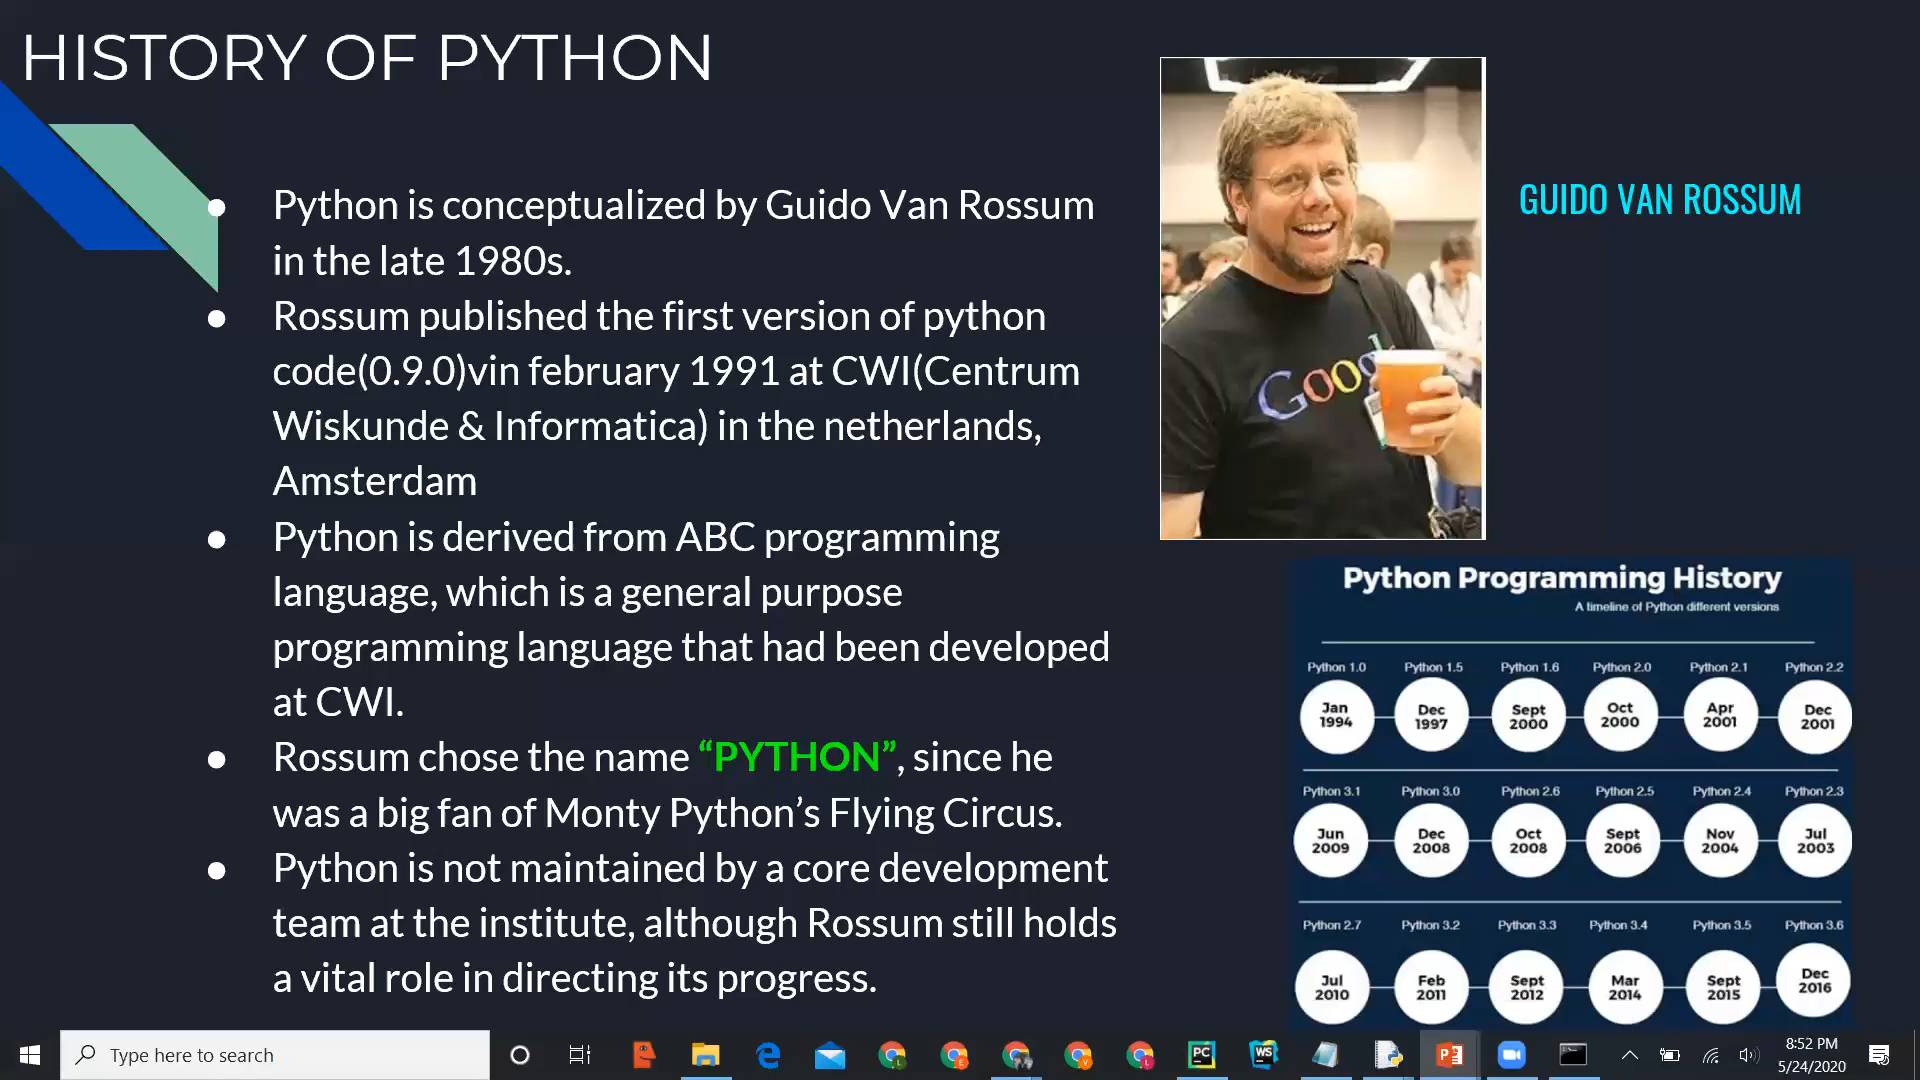 HISTORY OF PYTHON
GUIDO VAN ROSSUM
Python is conceptualized by Guido Van Rossum
in the late 1980s.
Rossum published the first version of python
code(0.9.0)vin february 1991 at CWI(Centrum
Wiskunde & Informatica) in the netherlands,
Amsterdam
Python is derived from ABC programming
language, which is a general purpose
programming language that had been developed
at CWI.
Rossum chose the name “PYTHON”, since he
was a big fan of Monty Python’s Flying Circus.
Python is not maintained by a core development
team at the institute, although Rossum still holds
a vital role in directing its progress.
Googl
Python Programming History
A timeline of Python different versions
Python 1.0 Python 1.5 Python 1.6 Python 2.0 Python 2.1 Python 2.2
Jan Dec Sept Oct Apr Dec
1994 1997 2000 2000 2001 2001
Python 3.1 Python 3.0 Python 2.6 Python 2.5 Python 2.4 Python 2.3
Jun Dec Oct Sept Nov Jul
2009 2008 2008 2006 2004 2003
Python 2.7 Python 3.2 Python 3.3 Python 3.4 Python 3.5 Python 3.6
Jul Feb Sept Mar Sept Dec
2010 2011 2012 2014 2015 2016
Type here to search
PC
WS
8:52 PM
5/24/2020